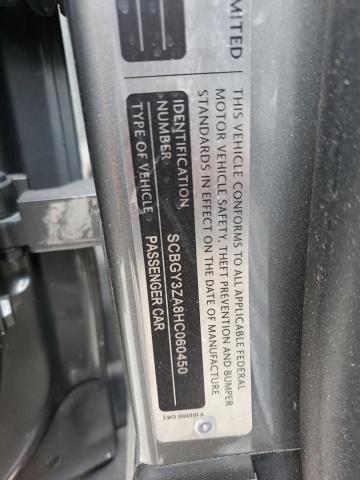 LIMITED
THIS VEHICLE CONFORMS TO ALL APPLICABLE FEDERAL
MOTOR VEHICLE SAFETY, THEFT PREVENTION AND BUMPER
STANDARDS IN EFFECT ON THE DATE OF MANUFACTURE
IDENTIFICATION
NUMBER SCBGY3ZA8HC060450
TYPE OF VEHICLE PASSENGER CAR